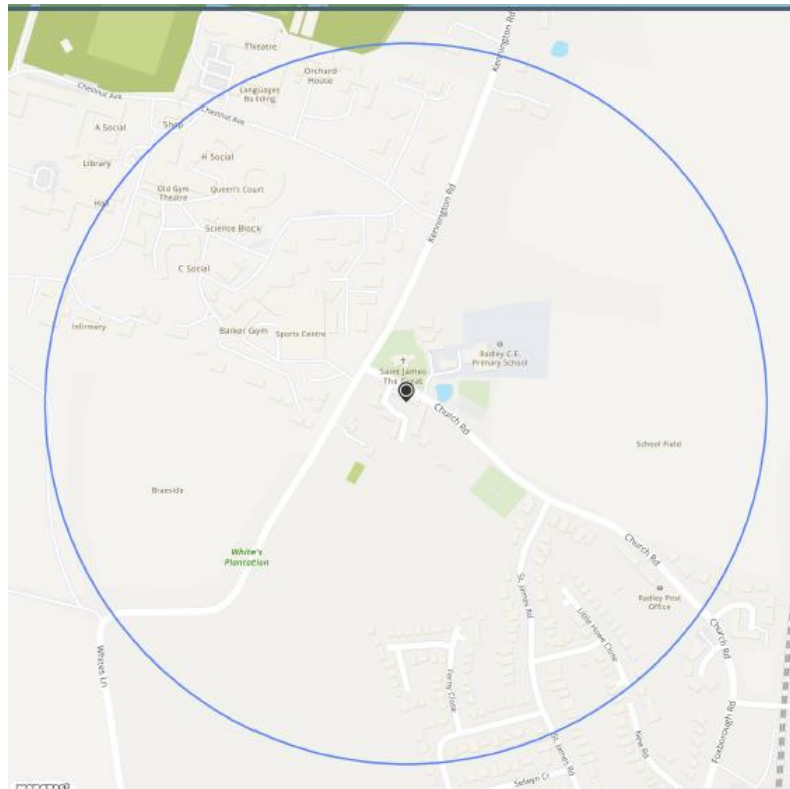 Kennington Rd
Theatre
Orchard
House
Chestnut Ave
Languages
Building
Chestnut Ave
A Social
Shop
H Social
Library
Old Gym
Theatre
Queen's Court
Hall
Kennington Rd
Science Block
C Social
Infirmary
Barker Gym
Sports Centre
Radley C.E.
Primary School
Saint James
The Great
Church Rd
School Field
Braeside
White's
Plantation
Church Rd
St. James Rd
Little Howe Close
Radley Post
Office
Church Rd
Whites Ln
Ferny Close
New Rd
Foxborough Rd
St. James Rd
Selwyn Cr